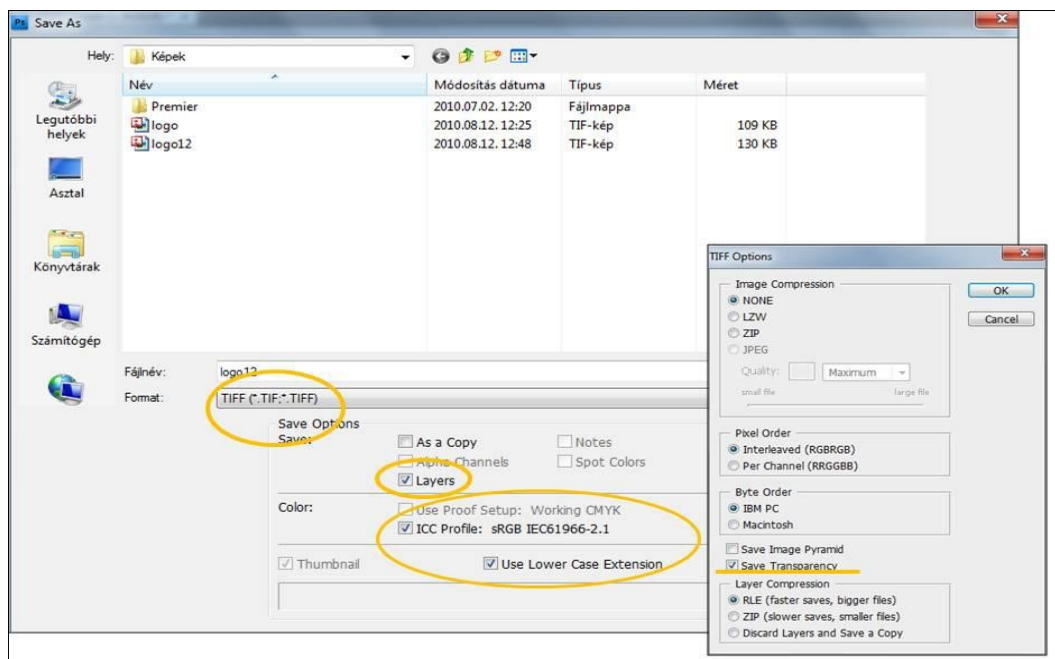 Ps Save As
Hely: Képek
Név Módosítás dátuma Típus Méret
Premier 2010.07.02. 12:20 Fájlmappa
logo 2010.08.12. 12:25 TIF-kép 109 KB
logo12 2010.08.12. 12:48 TIF-kép 130 KB
Legutóbbi
helyek
Asztal
Könyvtárak
Számítógép
Fájlnév: logo12
Format: TIFF (*.TIF;*.TIFF)
Save Options
Save:
As a Copy Notes
Alpha Channels Spot Colors
Layers
Color: Use Proof Setup: Working CMYK
ICC Profile: sRGB IEC61966-2.1
Thumbnail Use Lower Case Extension
TIFF Options
Image Compression
NONE OK
LZW Cancel
ZIP
JPEG
Quality: Maximum
small file large file
Pixel Order
Interleaved (RGBRGB)
Per Channel (RRGGBB)
Byte Order
IBM PC
Macintosh
Save Image Pyramid
Save Transparency
Layer Compression
RLE (faster saves, bigger files)
ZIP (slower saves, smaller files)
Discard Layers and Save a Copy